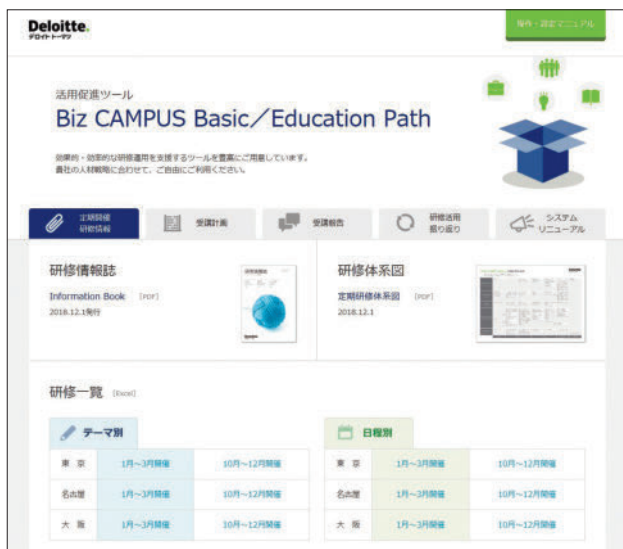 Deloitte.
デロイト トーマツ
操作・設定マニュアル
活用促進ツール
Biz CAMPUS Basic／Education Path
効果的・効率的な研修運用を支援するツールを豊富にご用意しています。
貴社の人材戦略に合わせて、ご自由にご利用ください。
定期開催
研修情報
受講計画
受講報告
研修活用
振り返り
システム
リニューアル
研修情報誌
Information Book [PDF]
2018.12.1発行
研修体系図
定期研修体系図 [PDF]
2018.12.1
研修一覧 [Excel]
テーマ別
東 京 1月～3月開催 10月～12月開催
名古屋 1月～3月開催 10月～12月開催
大 阪 1月～3月開催 10月～12月開催
日程別
東 京 1月～3月開催 10月～12月開催
名古屋 1月～3月開催 10月～12月開催
大 阪 1月～3月開催 10月～12月開催